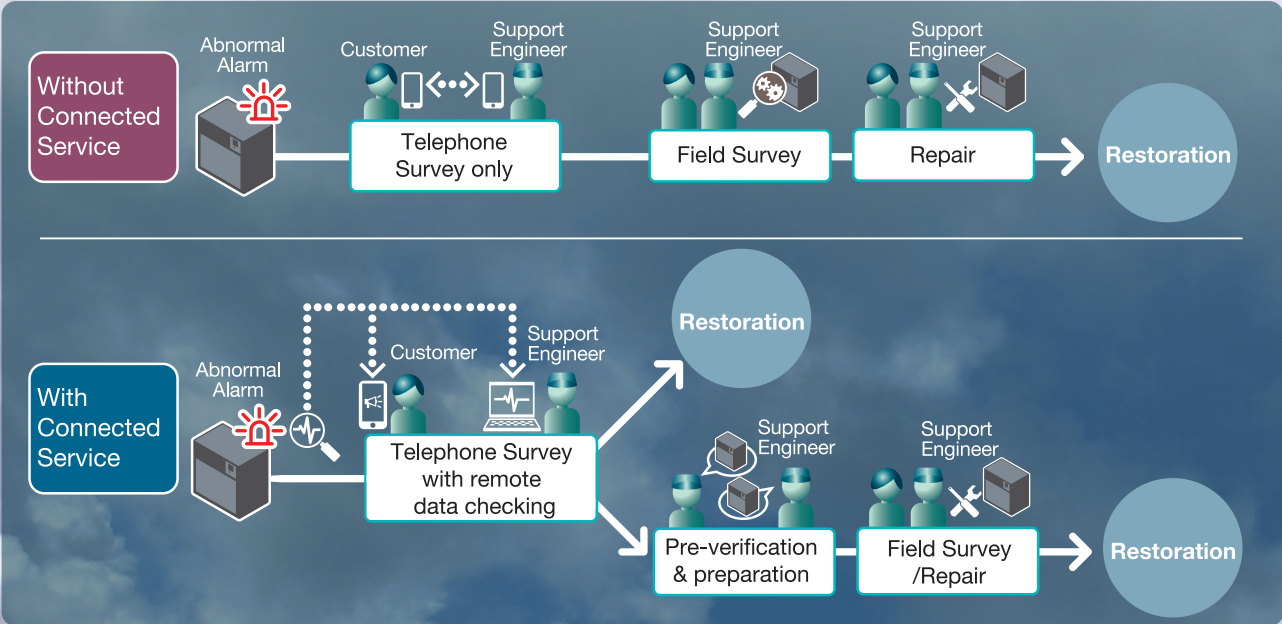 Without
Connected
Service
Abnormal
Alarm
Customer
Support
Engineer
Telephone
Survey only
Support
Engineer
Field Survey
Support
Engineer
Repair
Restoration
With
Connected
Service
Abnormal
Alarm
Customer
Support
Engineer
Telephone Survey
with remote
data checking
Restoration
Support
Engineer
Pre-verification
& preparation
Support
Engineer
Field Survey
/Repair
Restoration